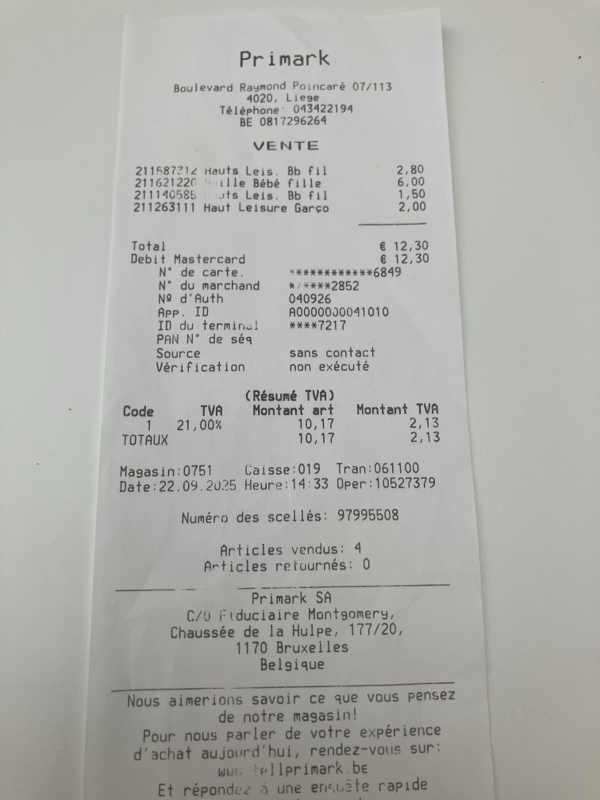 Primark
Boulevard Raymond Poincaré 07/113
4020, Liege
Téléphone: 043422194
BE 0817296264
VENTE
211587312 Hauts Leis. Bb fil 2,80
211621220 Bébé fille 6,00
211140585 Leis. Bb fil 1,50
211263111 Haut Leisure Garço 2,00
Total € 12,30
Debit Mastercard € 12,30
N° de carte. ************6849
N° du marchand 2852
Nº d'Auth 040926
App. ID A0000000041010
ID du terminal ****7217
PAN N° de séq
Source sans contact
Vérification non exécuté
(Résumé TVA)
Code TVA Montant art Montant TVA
1 21,00% 10,17 2,13
TOTAUX 10,17 2,13
Magasin:0751 Caisse:019 Tran:061100
Date:22.09.2025 Heure:14:33 Oper:10527379
Numéro des scellés: 97995508
Articles vendus: 4
Articles retournés: 0
Primark SA
C/O Fiduciaire Montgomery,
Chaussée de la Hulpe, 177/20,
1170 Bruxelles
Belgique
Nous aimerions savoir ce que vous pensez
de notre magasin!
Pour nous parler de votre expérience
d'achat aujourd'hui, rendez-vous sur:
www.tellprimark.be
Et répondez à une enquête rapide